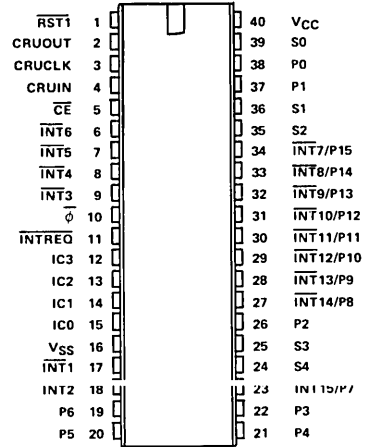 RST1 1 40 VCC
CRUOUT 2 39 S0
CRUCLK 3 38 P0
CRUIN 4 37 P1
CE 5 36 S1
INT6 6 35 S2
INT5 7 34 INT7/P15
INT4 8 33 INT8/P14
INT3 9 32 INT9/P13
ϕ 10 31 INT10/P12
INTREQ 11 30 INT11/P11
IC3 12 29 INT12/P10
IC2 13 28 INT13/P9
IC1 14 27 INT14/P8
IC0 15 26 P2
VSS 16 25 S3
INT1 17 24 S4
INT2 18 23 INT15/P7
P6 19 22 P3
P5 20 21 P4